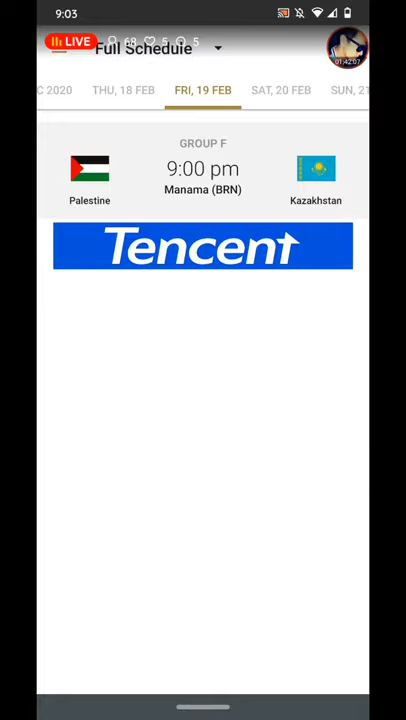 9:03
LIVE 68 5 5
Full Schedule
01:42:07
C 2020 THU, 18 FEB FRI, 19 FEB SAT, 20 FEB SUN, 21
GROUP F
9:00 pm
Manama (BRN)
Palestine
Kazakhstan
Tencent